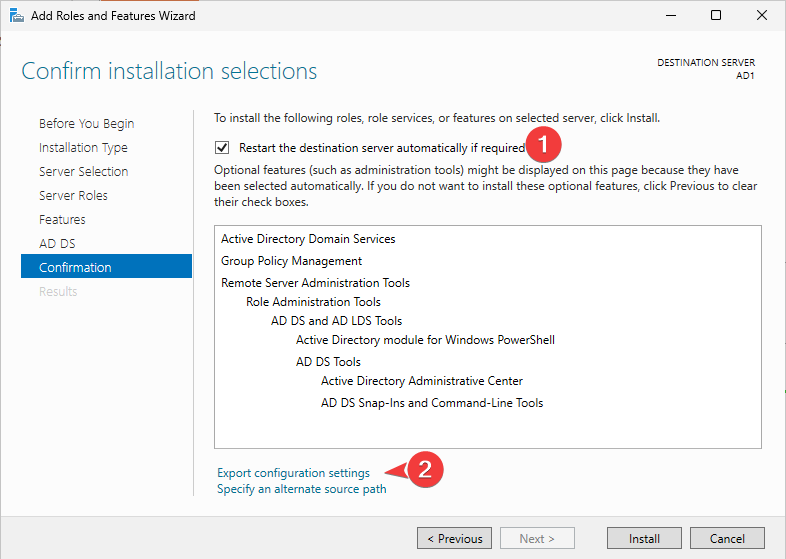 Add Roles and Features Wizard
Confirm installation selections
DESTINATION SERVER
AD1
Before You Begin
Installation Type
Server Selection
Server Roles
Features
AD DS
Confirmation
Results
To install the following roles, role services, or features on selected server, click Install.
Restart the destination server automatically if required
1
Optional features (such as administration tools) might be displayed on this page because they have
been selected automatically. If you do not want to install these optional features, click Previous to clear
their check boxes.
Active Directory Domain Services
Group Policy Management
Remote Server Administration Tools
Role Administration Tools
AD DS and AD LDS Tools
Active Directory module for Windows PowerShell
AD DS Tools
Active Directory Administrative Center
AD DS Snap-Ins and Command-Line Tools
Export configuration settings
2
Specify an alternate source path
< Previous
Next >
Install
Cancel